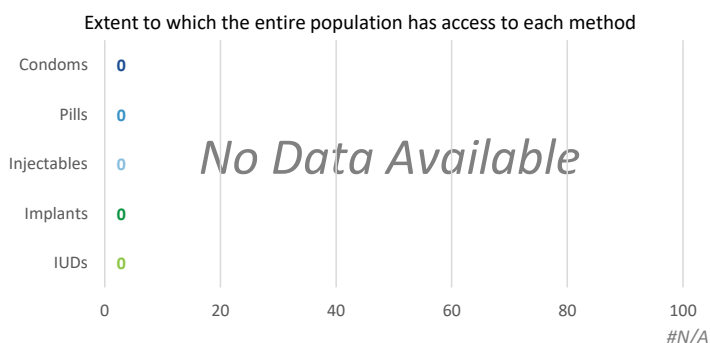 Extent to which the entire population has access to each method
Condoms 0
Pills 0
Injectables 0
No Data Available
Implants 0
IUDs 0
0 20 40 60 80 100
#N/A